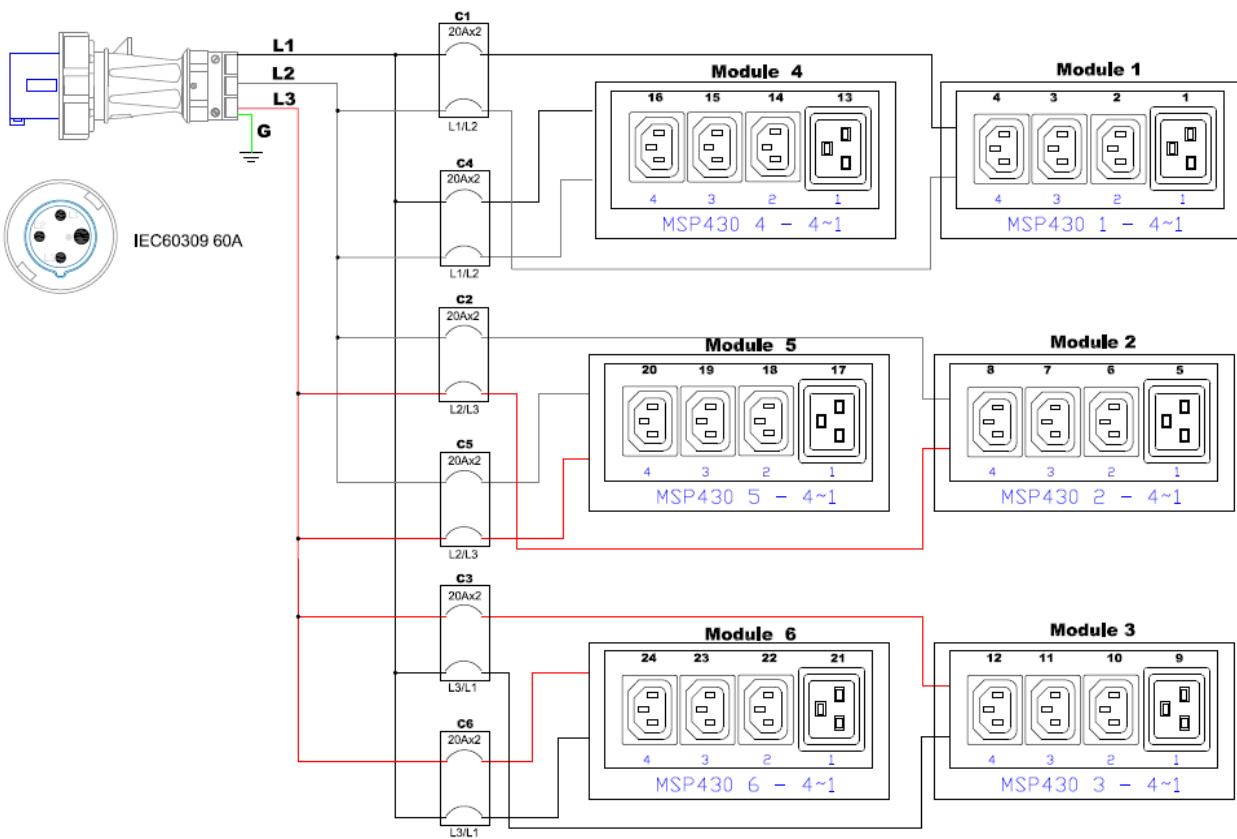 C1
20Ax2
L1/L2
L1
L2
L3
G
IEC60309 60A
Module 4
16 15 14 13
4 3 2 1
MSP430 4 - 4~1
Module 1
4 3 2 1
4 3 2 1
MSP430 1 - 4~1
C4
20Ax2
L1/L2
C2
20Ax2
L2/L3
Module 5
20 19 18 17
4 3 2 1
MSP430 5 - 4~1
Module 2
8 7 6 5
4 3 2 1
MSP430 2 - 4~1
C5
20Ax2
L2/L3
C3
20Ax2
L3/L1
Module 6
24 23 22 21
4 3 2 1
MSP430 6 - 4~1
Module 3
12 11 10 9
4 3 2 1
MSP430 3 - 4~1
C6
20Ax2
L3/L1